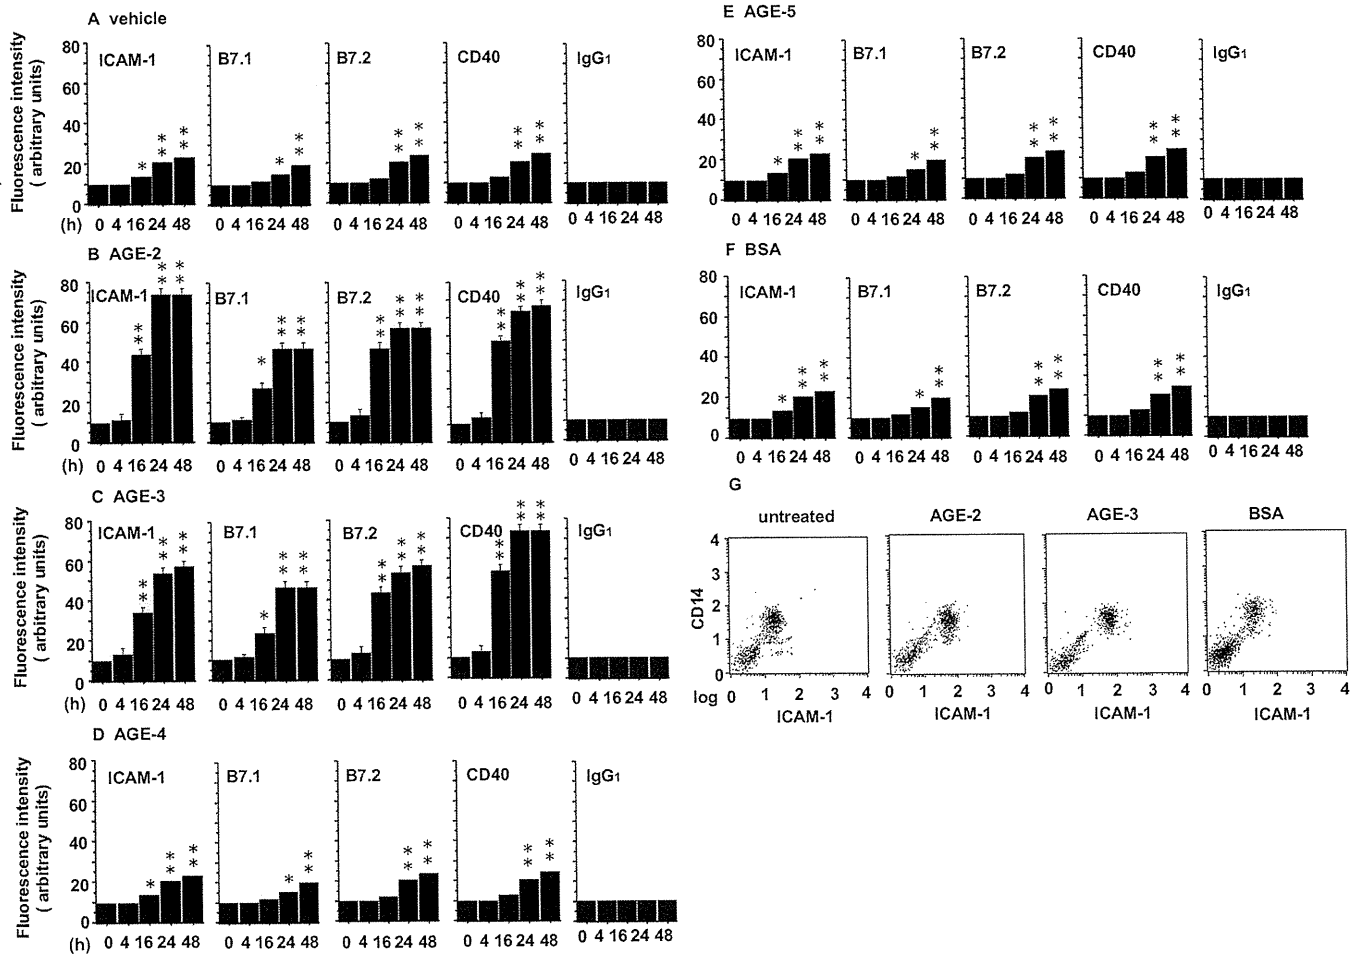 A vehicle
Fluorescence intensity
( arbitrary units)
80
60
40
20
0
ICAM-1
B7.1
B7.2
CD40
IgG1
* ** **
* **
** **
** **
(h) 0 4 16 24 48 0 4 16 24 48 0 4 16 24 48 0 4 16 24 48 0 4 16 24 48
B AGE-2
Fluorescence intensity
( arbitrary units)
80
60
40
20
0
ICAM-1
B7.1
B7.2
CD40
IgG1
** ** **
* ** **
** ** **
** ** **
(h) 0 4 16 24 48 0 4 16 24 48 0 4 16 24 48 0 4 16 24 48 0 4 16 24 48
C AGE-3
Fluorescence intensity
( arbitrary units)
80
60
40
20
0
ICAM-1
B7.1
B7.2
CD40
IgG1
** ** **
* ** **
** ** **
** ** **
(h) 0 4 16 24 48 0 4 16 24 48 0 4 16 24 48 0 4 16 24 48 0 4 16 24 48
D AGE-4
Fluorescence intensity
( arbitrary units)
80
60
40
20
0
ICAM-1
B7.1
B7.2
CD40
IgG1
* ** **
* **
** **
** **
(h) 0 4 16 24 48 0 4 16 24 48 0 4 16 24 48 0 4 16 24 48 0 4 16 24 48
E AGE-5
80
60
40
20
0
ICAM-1
B7.1
B7.2
CD40
IgG1
* ** **
* **
** **
** **
0 4 16 24 48 0 4 16 24 48 0 4 16 24 48 0 4 16 24 48 0 4 16 24 48
F BSA
80
60
40
20
0
ICAM-1
B7.1
B7.2
CD40
IgG1
* ** **
* **
** **
** **
0 4 16 24 48 0 4 16 24 48 0 4 16 24 48 0 4 16 24 48 0 4 16 24 48
G
untreated
AGE-2
AGE-3
BSA
CD14
4
3
2
1
0
log 0 1 2 3 4 0 1 2 3 4 0 1 2 3 4 0 1 2 3 4
ICAM-1
ICAM-1
ICAM-1
ICAM-1